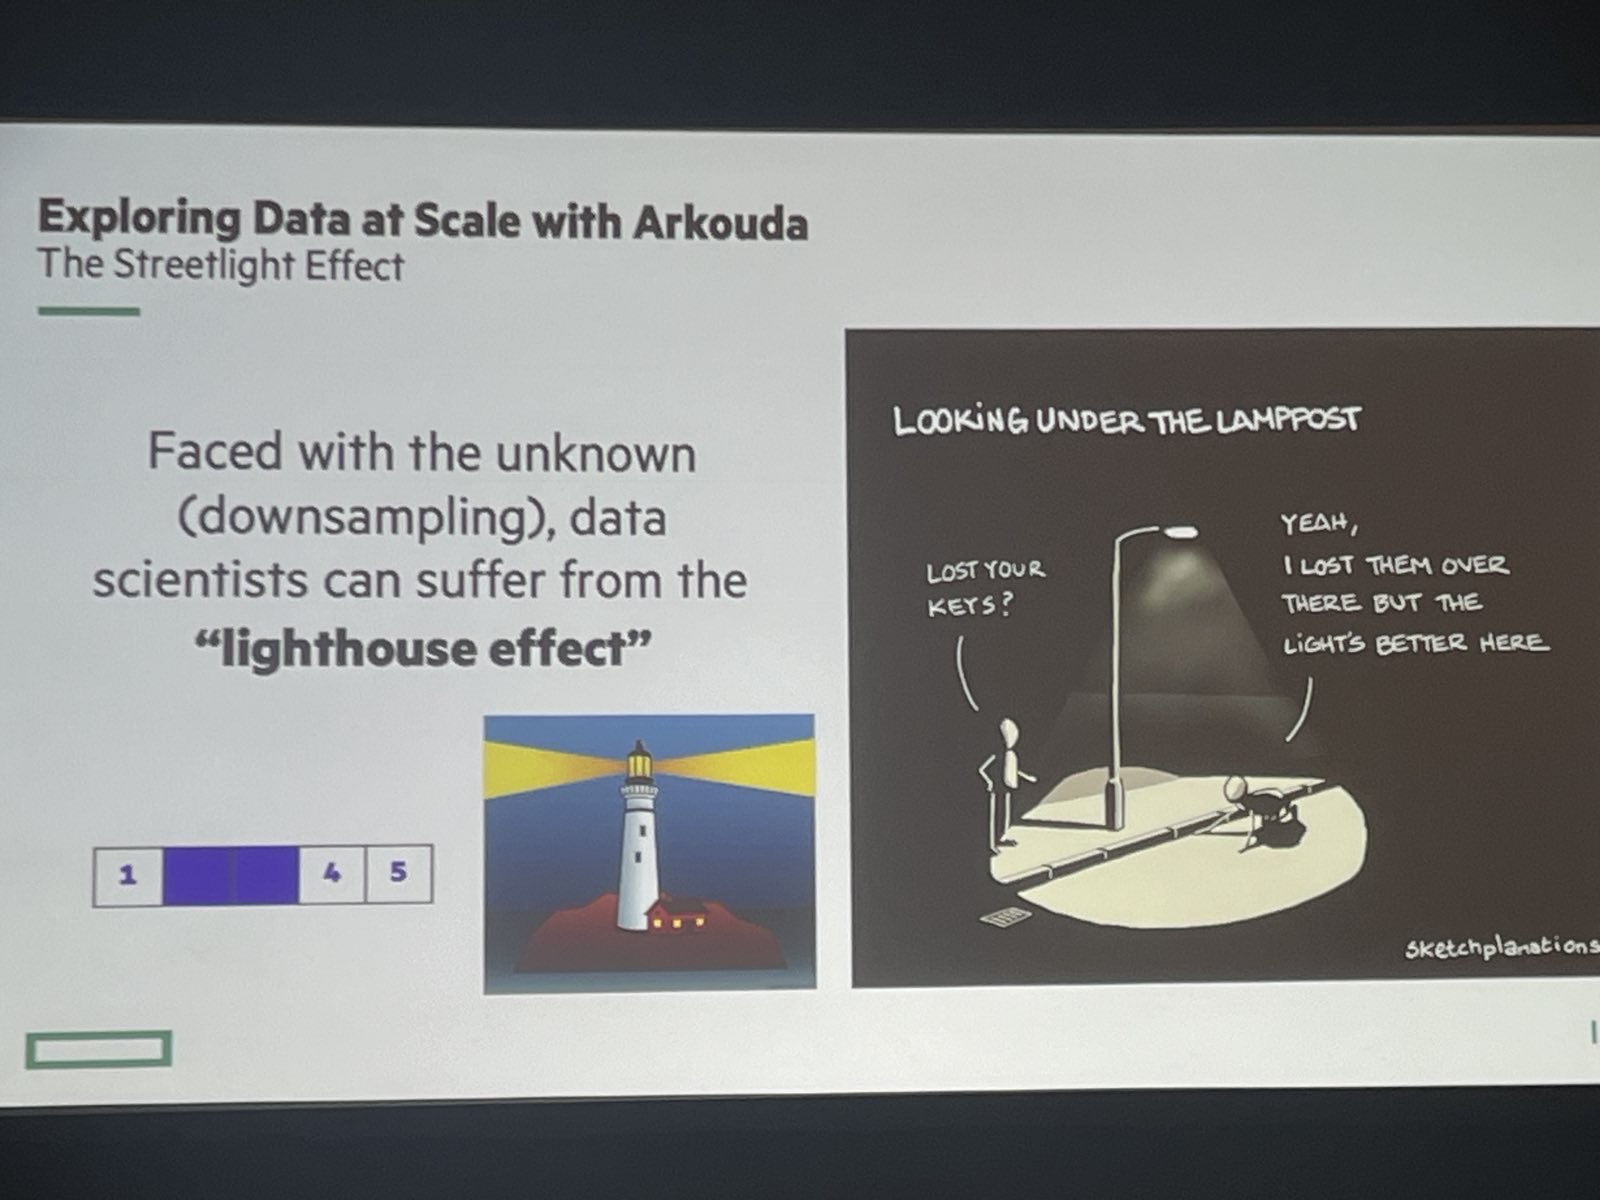 Exploring Data at Scale with Arkouda
The Streetlight Effect
Faced with the unknown
(downsampling), data
scientists can suffer from the
“lighthouse effect”
1 4 5
LOOKING UNDER THE LAMPPOST
LOST YOUR
KEYS?
YEAH,
I LOST THEM OVER
THERE BUT THE
LIGHT'S BETTER HERE
sketchplanations